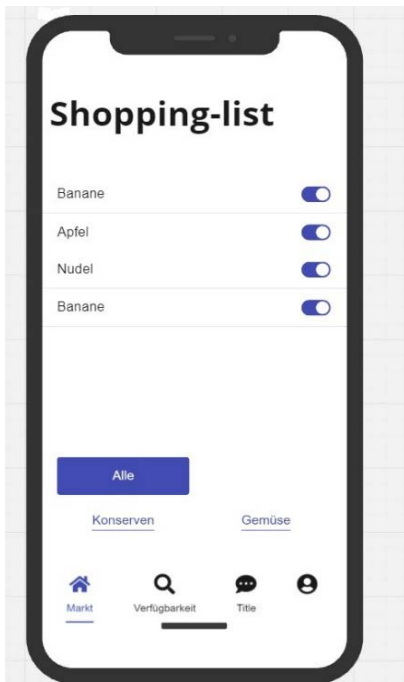 Shopping-list
Banane
Apfel
Nudel
Banane
Alle
Konserven Gemüse
Markt Verfügbarkeit Title